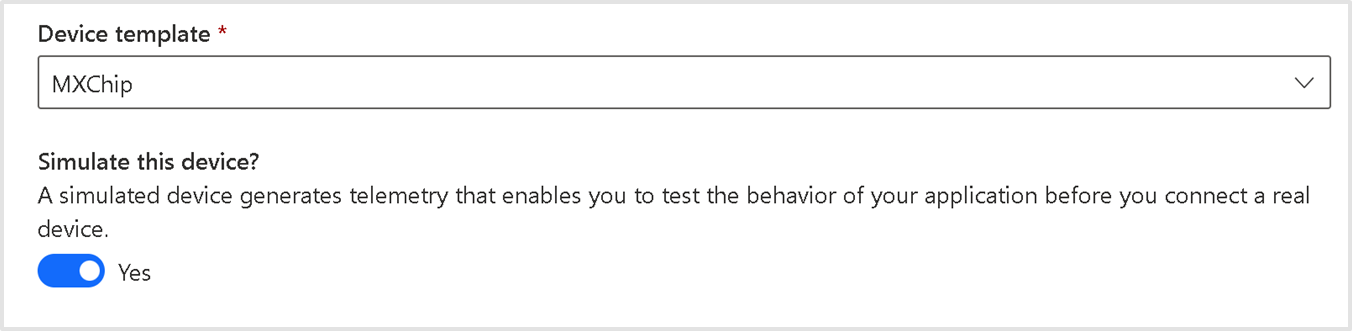 Device template *
MXChip
Simulate this device?
A simulated device generates telemetry that enables you to test the behavior of your application before you connect a real
device.
Yes